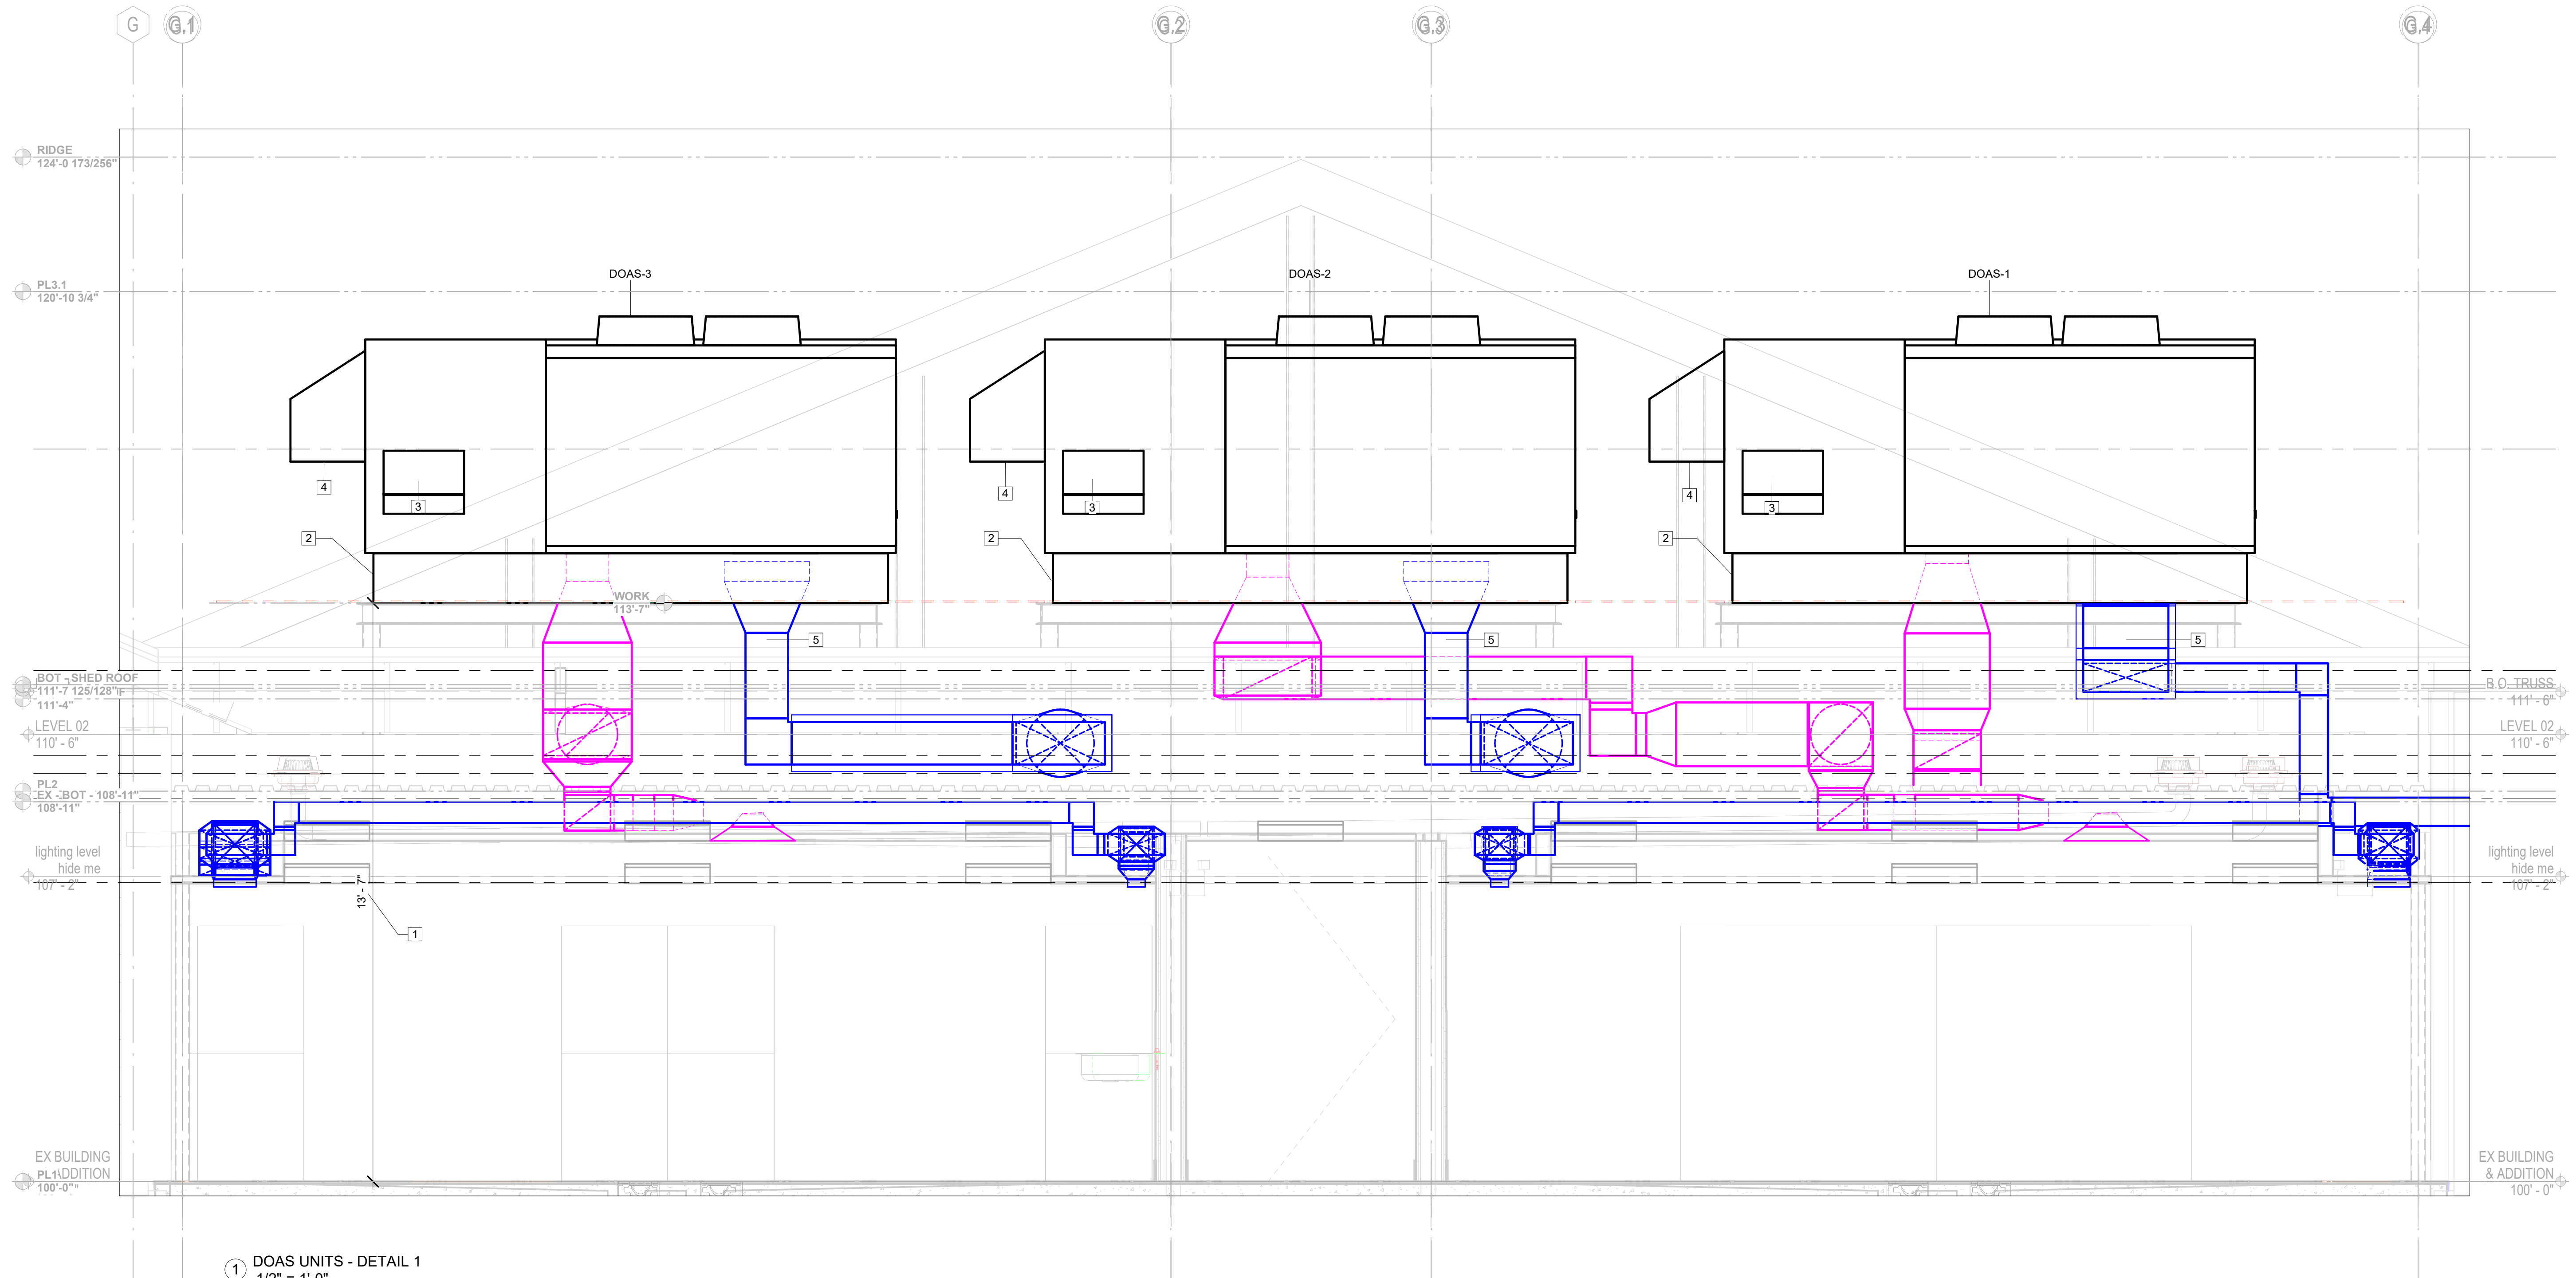 G
G.1
G.2
G.3
G.4
RIDGE
124'-0 173/256"
PL3.1
120'-10 3/4"
DOAS-3
DOAS-2
DOAS-1
4
3
4
3
4
3
2
2
2
WORK
113'-7"
5
5
5
BOT - SHED ROOF
111'-7 125/128"
111'-4"
B.O. TRUSS
111' - 6"
LEVEL 02
110' - 6"
LEVEL 02
110' - 6"
PL2
EX - BOT - 108'-11"
108'-11"
lighting level
hide me
107' - 2"
lighting level
hide me
107' - 2"
13' - 7"
1
EX BUILDING
PL1 ADDITION
100'-0"
EX BUILDING
& ADDITION
100' - 0"
1
DOAS UNITS - DETAIL 1
1/2" = 1'-0"